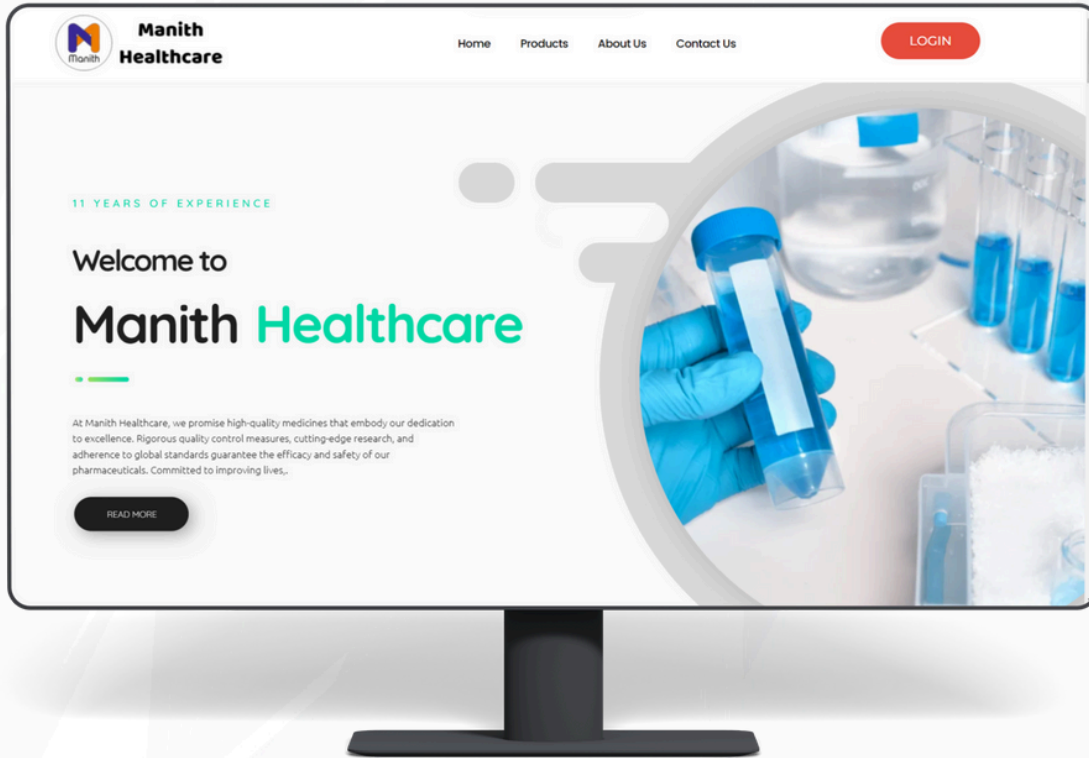 Manith
Manith
Healthcare
Home Products About Us Contact Us
LOGIN
11 YEARS OF EXPERIENCE
Welcome to
Manith Healthcare
At Manith Healthcare, we promise high-quality medicines that embody our dedication
to excellence. Rigorous quality control measures, cutting-edge research, and
adherence to global standards guarantee the efficacy and safety of our
pharmaceuticals. Committed to improving lives,.
READ MORE